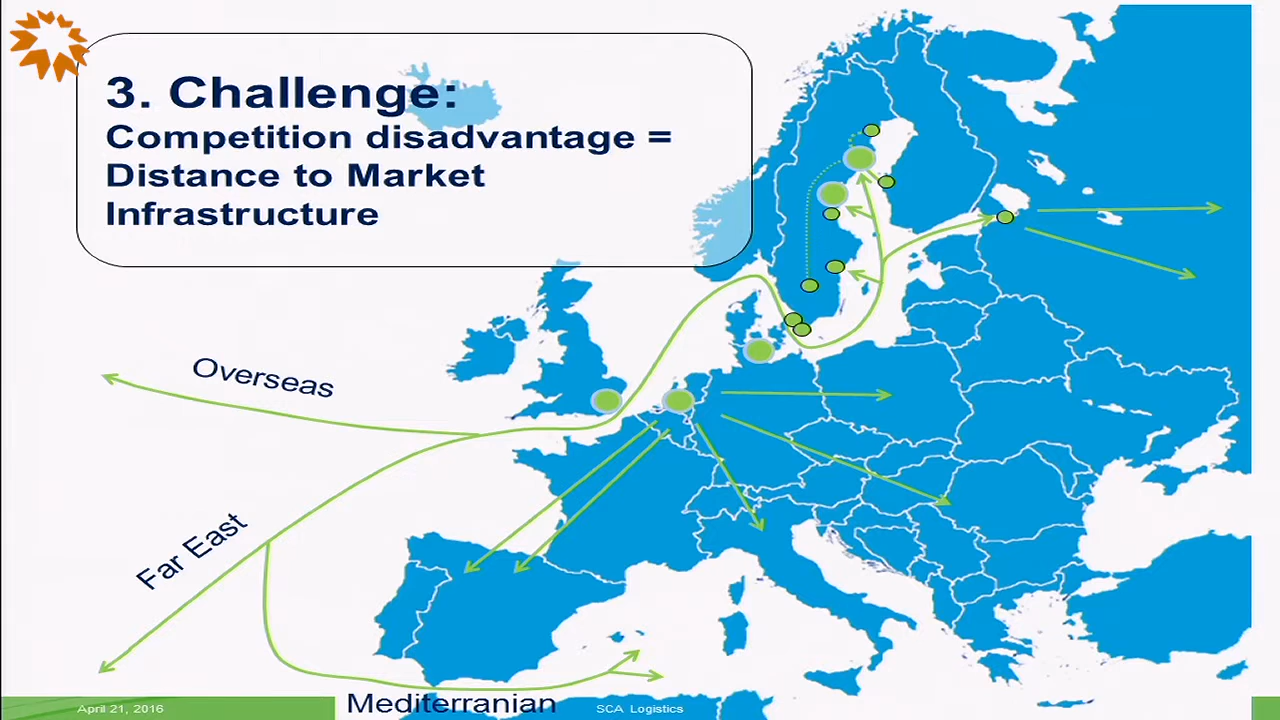 3. Challenge:
Competition disadvantage =
Distance to Market
Infrastructure
Overseas
Far East
Mediterranian
April 21, 2016
SCA Logistics